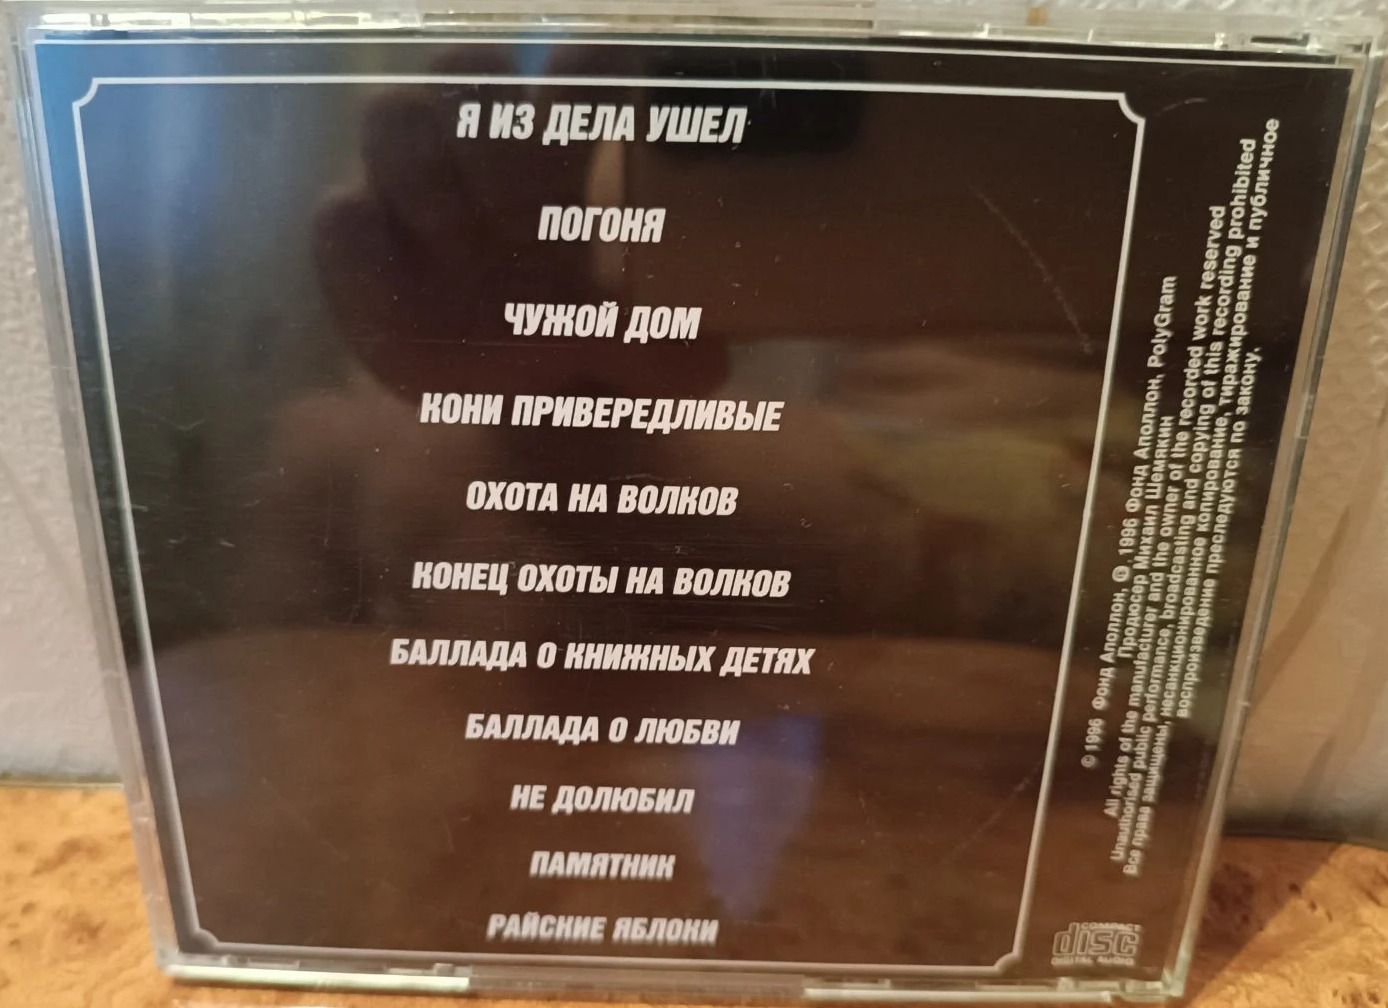 Я ИЗ ДЕЛА УШЕЛ
ПОГОНЯ
ЧУЖОЙ ДОМ
КОНИ ПРИВЕРЕДЛИВЫЕ
ОХОТА НА ВОЛКОВ
КОНЕЦ ОХОТЫ НА ВОЛКОВ
БАЛЛАДА О КНИЖНЫХ ДЕТЯХ
БАЛЛАДА О ЛЮБВИ
НЕ ДОЛЮБИЛ
ПАМЯТНИК
РАЙСКИЕ ЯБЛОКИ
© 1996 Фонд Аполлон, ℗ 1996 Фонд Аполлон, PolyGram
Продюсер Михаил Шемякин
All rights of the manufacturer and the owner of the recorded work reserved
Unauthorised public performance, broadcasting and copying of this recording prohibited
Все права защищены, несанкционированное копирование, тиражирование и публичное
воспроизведение преследуются по закону.
COMPACT
disc
DIGITAL AUDIO